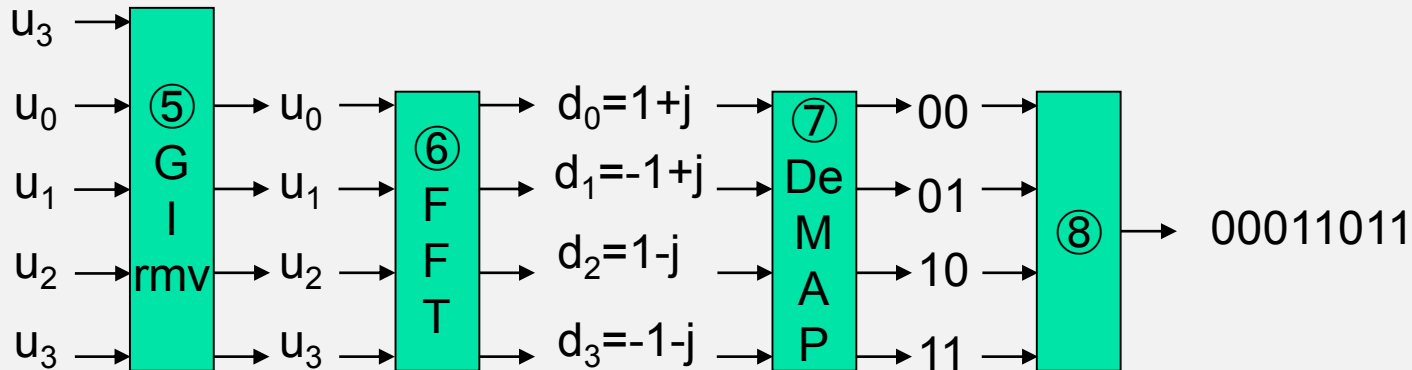 u₃
u₀ ⑤ u₀ d₀=1+j ⑦ 00
G ⑥ De
u₁ I u₁ F d₁=-1+j M 01 ⑧ 00011011
u₂ rmv u₂ F d₂=1-j A 10
u₃ u₃ T d₃=-1-j P 11